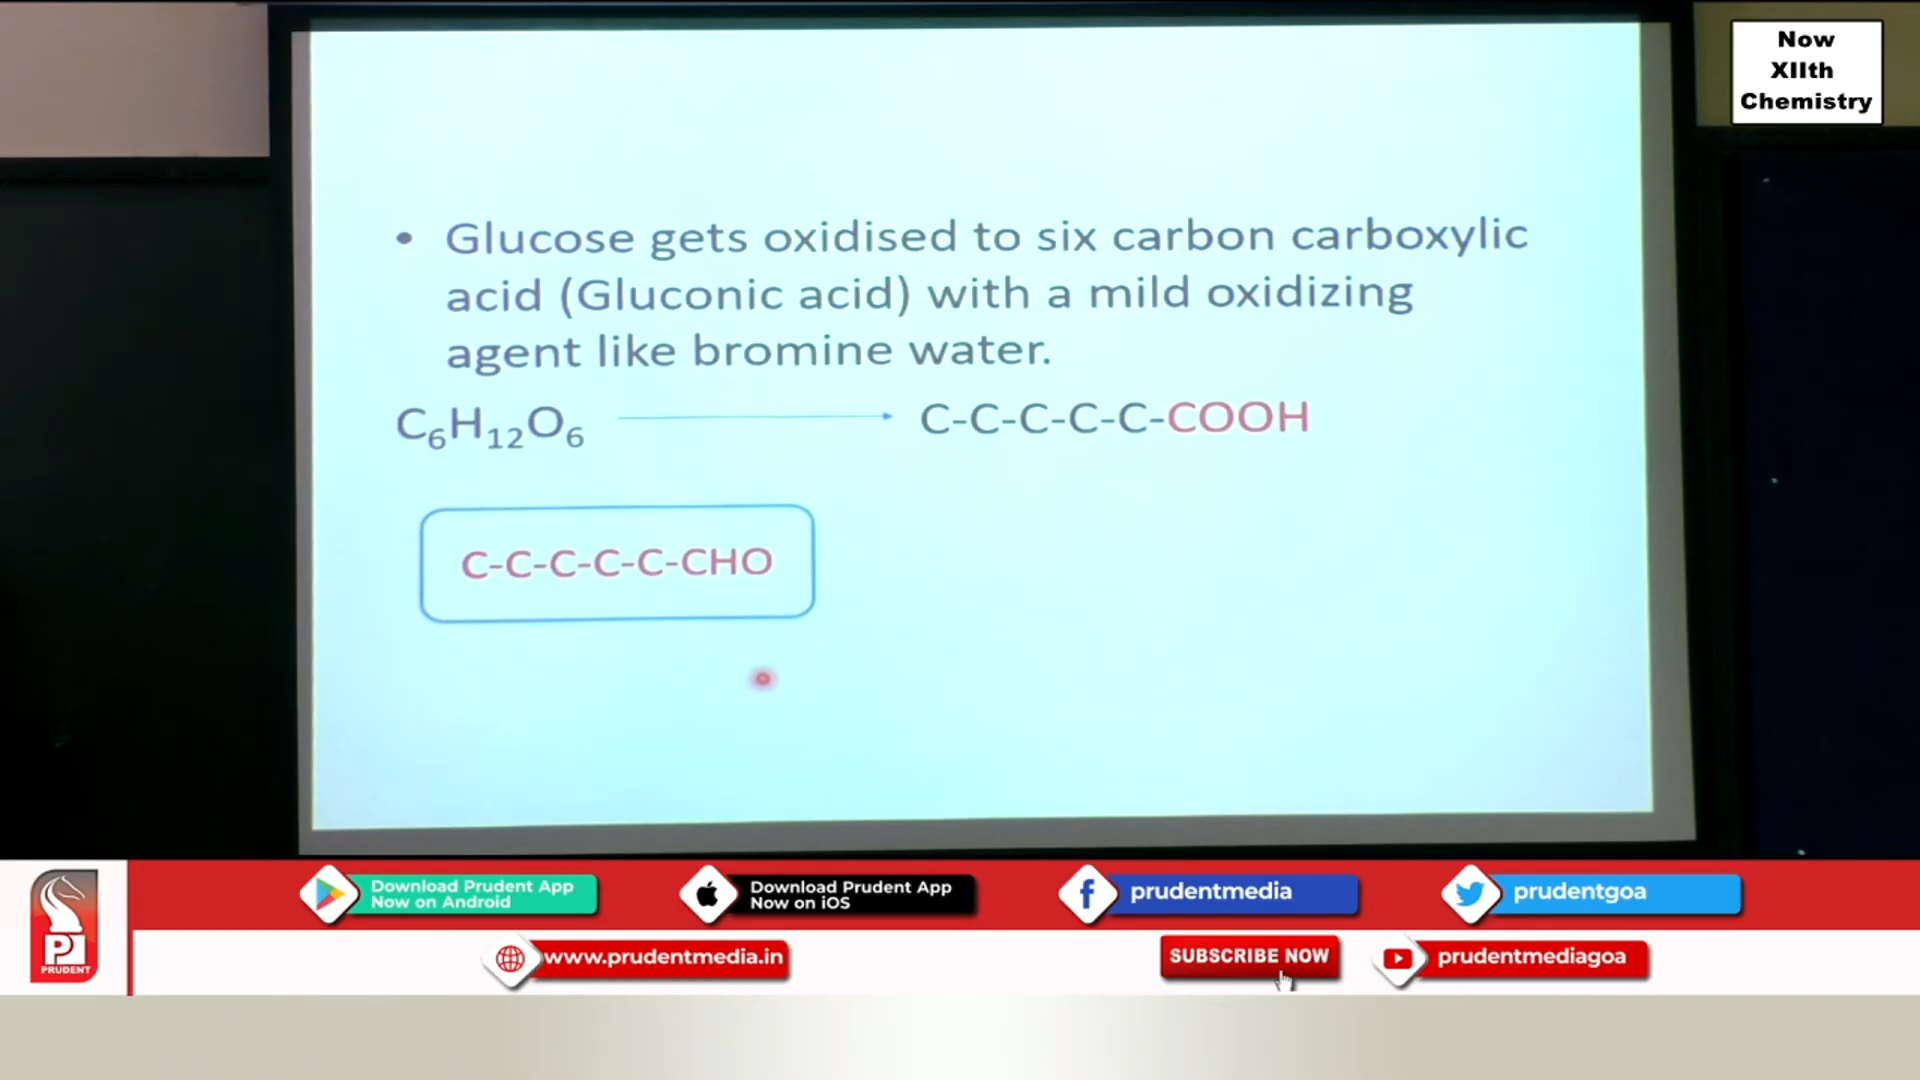 Now
XIIth
Chemistry
• Glucose gets oxidised to six carbon carboxylic
acid (Gluconic acid) with a mild oxidizing
agent like bromine water.
C₆H₁₂O₆ → C-C-C-C-C-COOH
C-C-C-C-C-CHO
Download Prudent App
Now on Android
Download Prudent App
Now on iOS
prudentmedia
prudentgoa
PRUDENT
www.prudentmedia.in
SUBSCRIBE NOW
prudentmediagoa